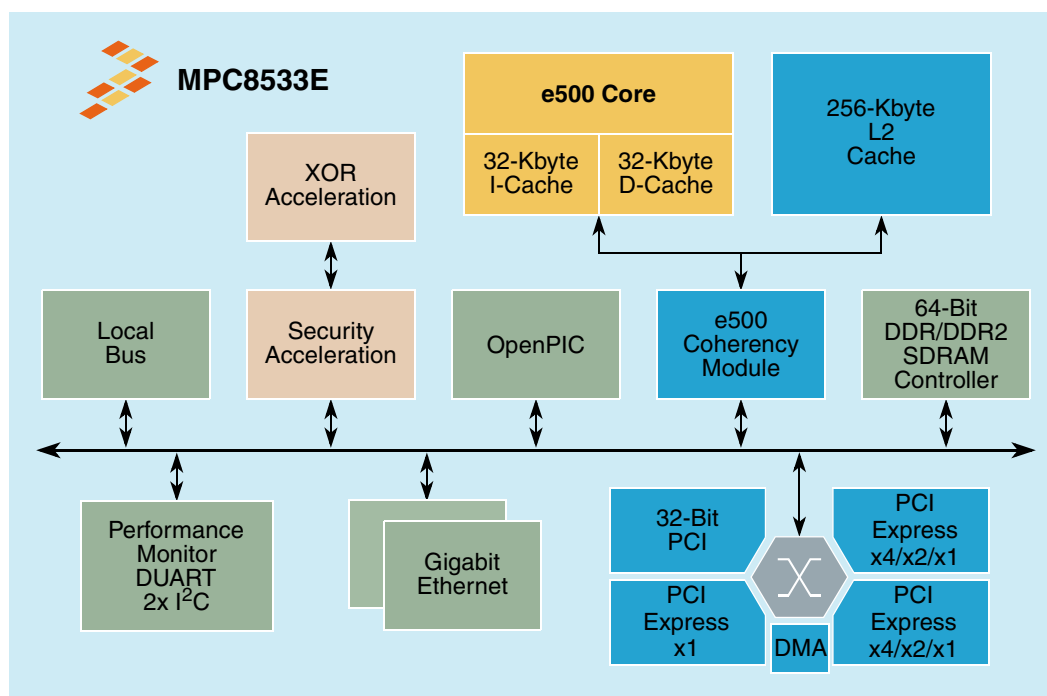 MPC8533E
e500 Core
32-Kbyte
I-Cache
32-Kbyte
D-Cache
256-Kbyte
L2
Cache
XOR
Acceleration
Local
Bus
Security
Acceleration
OpenPIC
e500
Coherency
Module
64-Bit
DDR/DDR2
SDRAM
Controller
Performance
Monitor
DUART
2x I²C
Gigabit
Ethernet
32-Bit
PCI
PCI
Express
x4/x2/x1
PCI
Express
x1
DMA
PCI
Express
x4/x2/x1